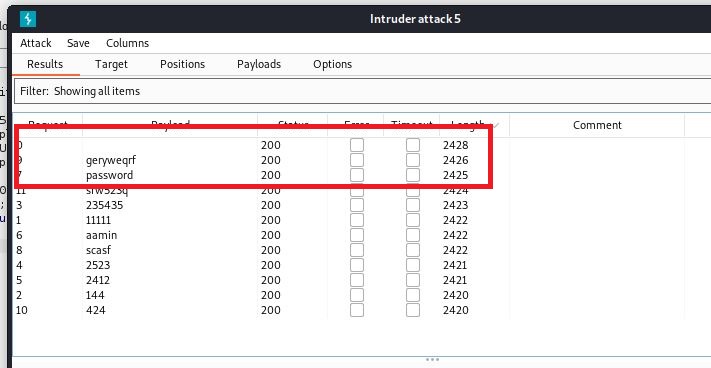 Intruder attack 5
Attack Save Columns
Results Target Positions Payloads Options
Filter: Showing all items
Request Payload Status Error Timeout Length Comment
0 200 2428
9 geryweqrf 200 2426
7 password 200 2425
11 srw523q 200 2424
3 235435 200 2423
1 11111 200 2422
6 aamin 200 2422
8 scasf 200 2422
4 2523 200 2421
5 2412 200 2421
2 144 200 2420
10 424 200 2420